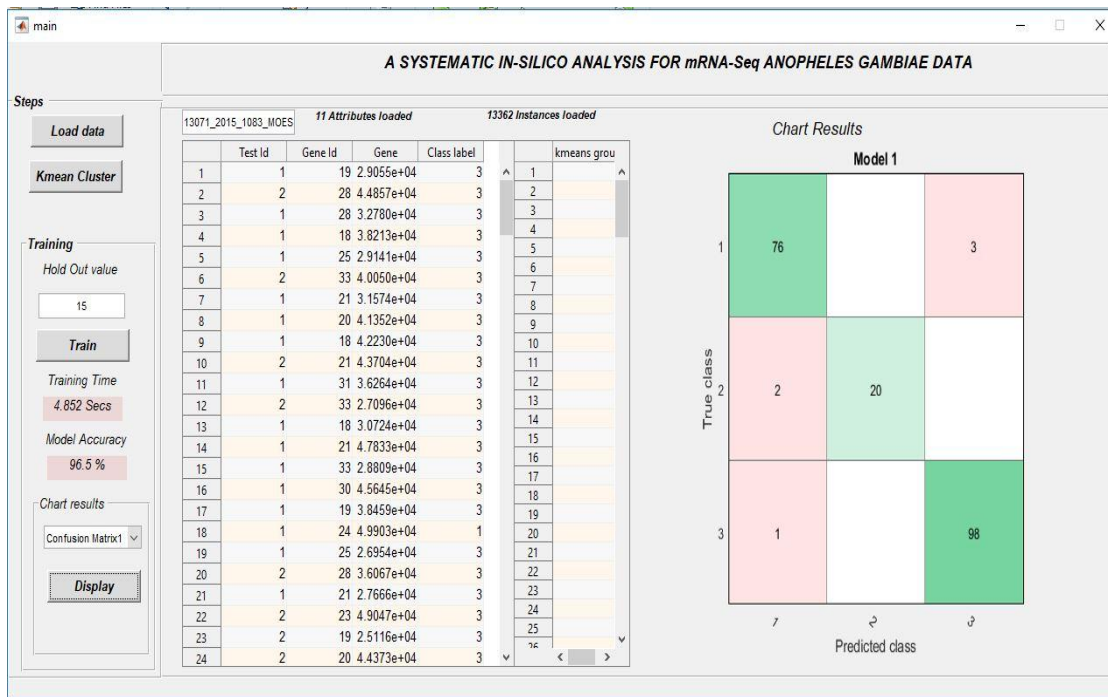 main
A SYSTEMATIC IN-SILICO ANALYSIS FOR mRNA-Seq ANOPHELES GAMBIAE DATA
Steps
Load data
Kmean Cluster
Training
Hold Out value
15
Train
Training Time
4.852 Secs
Model Accuracy
96.5 %
Chart results
Confusion Matrix1
Display
13071_2015_1083_MOES
11 Attributes loaded
13362 Instances loaded
Test Id Gene Id Gene Class label
1 1 19 2.9055e+04 3
2 2 28 4.4857e+04 3
3 1 28 3.2780e+04 3
4 1 18 3.8213e+04 3
5 1 25 2.9141e+04 3
6 2 33 4.0050e+04 3
7 1 21 3.1574e+04 3
8 1 20 4.1352e+04 3
9 1 18 4.2230e+04 3
10 2 21 4.3704e+04 3
11 1 31 3.6264e+04 3
12 2 33 2.7096e+04 3
13 1 18 3.0724e+04 3
14 1 21 4.7833e+04 3
15 1 33 2.8809e+04 3
16 1 30 4.5645e+04 3
17 1 19 3.8459e+04 3
18 1 24 4.9903e+04 1
19 1 25 2.6954e+04 3
20 2 28 3.6067e+04 3
21 1 21 2.7666e+04 3
22 2 23 4.9047e+04 3
23 2 19 2.5116e+04 3
24 2 20 4.4373e+04 3
kmeans grou
1
2
3
4
5
6
7
8
9
10
11
12
13
14
15
16
17
18
19
20
21
22
23
24
25
26
Chart Results
Model 1
True class
1 76 3
2 2 20
3 1 98
1 2 3
Predicted class